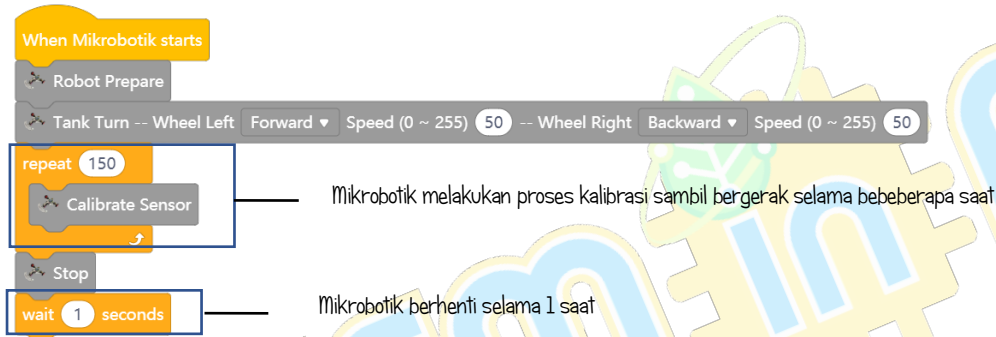 When Mikrobotik starts
Robot Prepare
Tank Turn -- Wheel Left Forward ▾ Speed (0 ~ 255) 50 -- Wheel Right Backward ▾ Speed (0 ~ 255) 50
repeat 150
Calibrate Sensor
Mikrobotik melakukan proses kalibrasi sambil bergerak selama bebeberapa saat
Stop
wait 1 seconds
Mikrobotik berhenti selama 1 saat